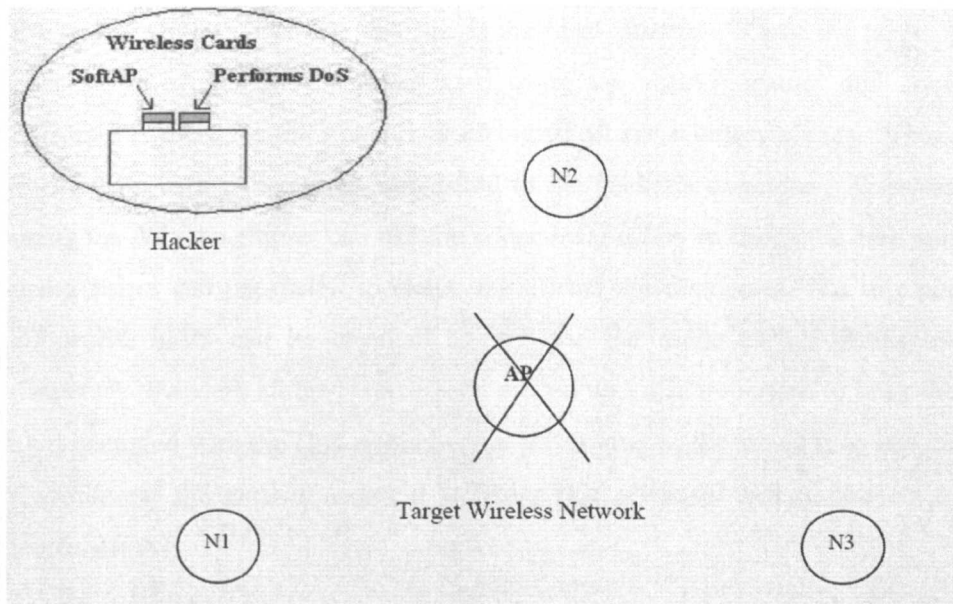 Wireless Cards
SoftAP
Performs DoS
Hacker
N2
AP
Target Wireless Network
N1
N3